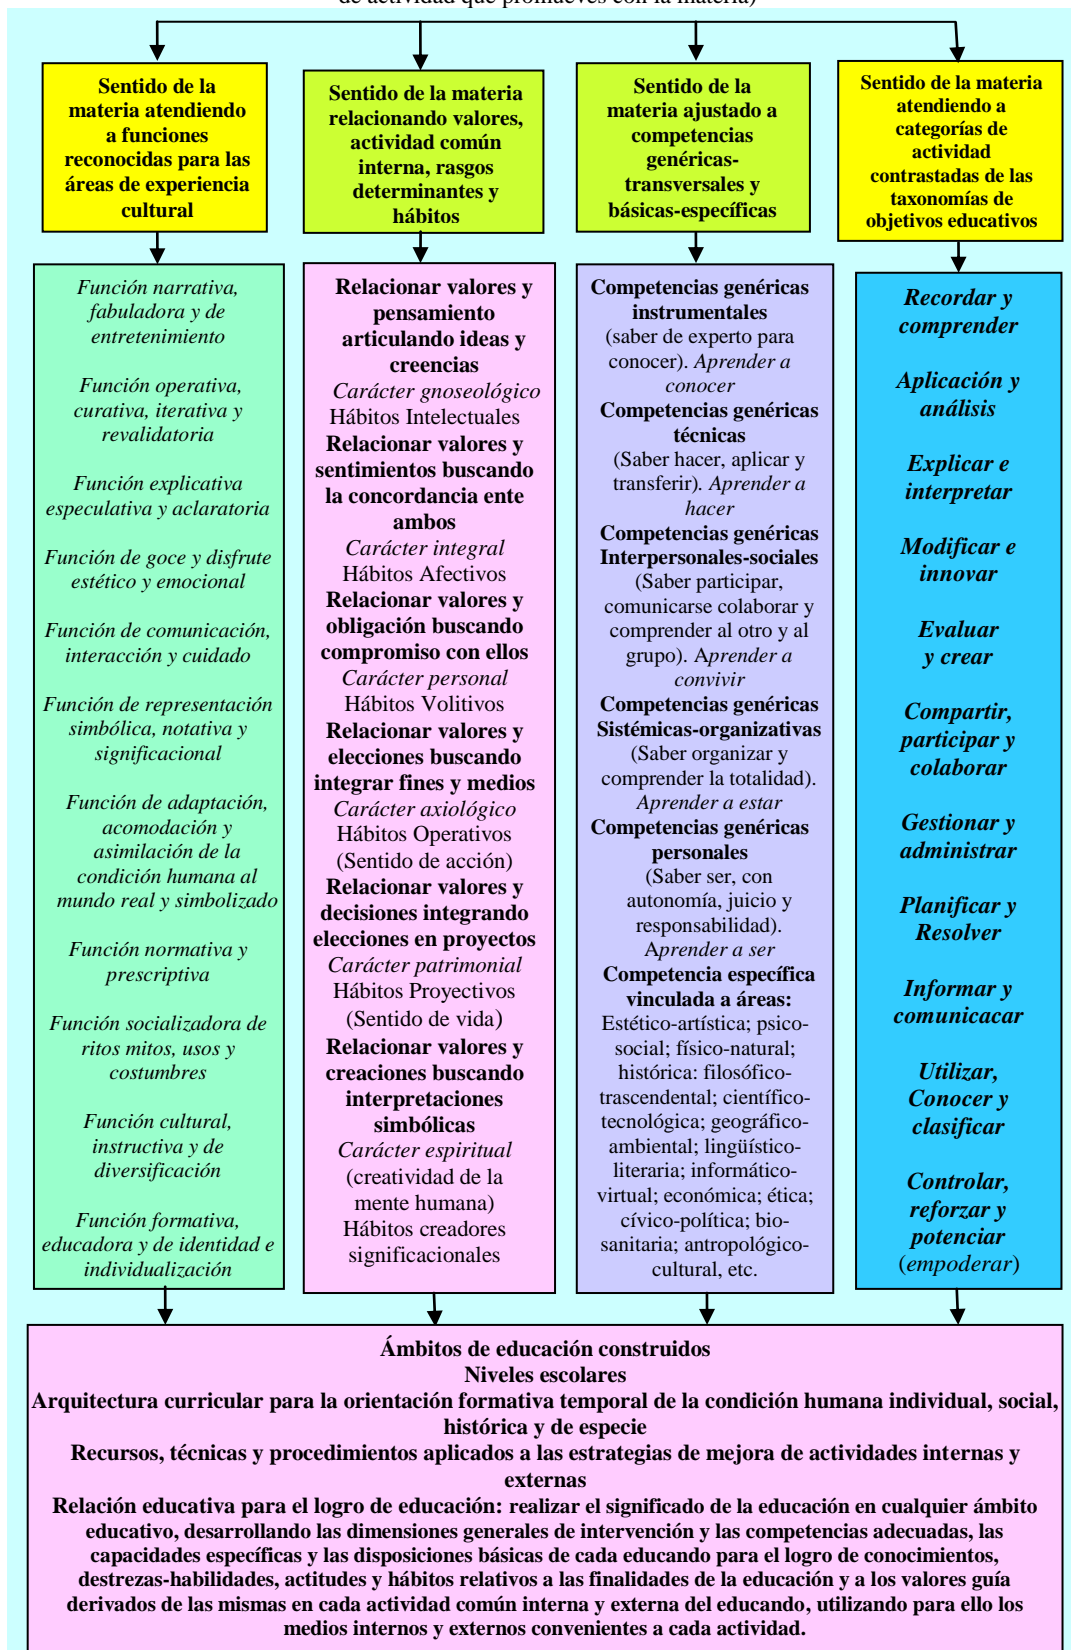 de actividad que promueves con la materia)
Sentido de la
materia atendiendo
a funciones
reconocidas para las
áreas de experiencia
cultural
Sentido de la materia
relacionando valores,
actividad común
interna, rasgos
determinantes y
hábitos
Sentido de la
materia ajustado a
competencias
genéricas-
transversales y
básicas-específicas
Sentido de la materia
atendiendo a
categorías de
actividad
contrastadas de las
taxonomías de
objetivos educativos
Función narrativa,
fabuladora y de
entretenimiento
Función operativa,
curativa, iterativa y
revalidatoria
Función explicativa
especulativa y aclaratoria
Función de goce y disfrute
estético y emocional
Función de comunicación,
interacción y cuidado
Función de representación
simbólica, notativa y
significacional
Función de adaptación,
acomodación y
asimilación de la
condición humana al
mundo real y simbolizado
Función normativa y
prescriptiva
Función socializadora de
ritos mitos, usos y
costumbres
Función cultural,
instructiva y de
diversificación
Función formativa,
educadora y de identidad e
individualización
Relacionar valores y
pensamiento
articulando ideas y
creencias
Carácter gnoseológico
Hábitos Intelectuales
Relacionar valores y
sentimientos buscando
la concordancia ente
ambos
Carácter integral
Hábitos Afectivos
Relacionar valores y
obligación buscando
compromiso con ellos
Carácter personal
Hábitos Volitivos
Relacionar valores y
elecciones buscando
integrar fines y medios
Carácter axiológico
Hábitos Operativos
(Sentido de acción)
Relacionar valores y
decisiones integrando
elecciones en proyectos
Carácter patrimonial
Hábitos Proyectivos
(Sentido de vida)
Relacionar valores y
creaciones buscando
interpretaciones
simbólicas
Carácter espiritual
(creatividad de la
mente humana)
Hábitos creadores
significacionales
Competencias genéricas
instrumentales
(saber de experto para
conocer). Aprender a
conocer
Competencias genéricas
técnicas
(Saber hacer, aplicar y
transferir). Aprender a
hacer
Competencias genéricas
Interpersonales-sociales
(Saber participar,
comunicarse colaborar y
comprender al otro y al
grupo). Aprender a
convivir
Competencias genéricas
Sistémicas-organizativas
(Saber organizar y
comprender la totalidad).
Aprender a estar
Competencias genéricas
personales
(Saber ser, con
autonomía, juicio y
responsabilidad).
Aprender a ser
Competencia específica
vinculada a áreas:
Estético-artística; psico-
social; físico-natural;
histórica: filosófico-
trascendental; científico-
tecnológica; geográfico-
ambiental; lingüístico-
literaria; informático-
virtual; económica; ética;
cívico-política; bio-
sanitaria; antropológico-
cultural, etc.
Recordar y
comprender
Aplicación y
análisis
Explicar e
interpretar
Modificar e
innovar
Evaluar
y crear
Compartir,
participar y
colaborar
Gestionar y
administrar
Planificar y
Resolver
Informar y
comunicacar
Utilizar,
Conocer y
clasificar
Controlar,
reforzar y
potenciar
(empoderar)
Ámbitos de educación construidos
Niveles escolares
Arquitectura curricular para la orientación formativa temporal de la condición humana individual, social,
histórica y de especie
Recursos, técnicas y procedimientos aplicados a las estrategias de mejora de actividades internas y
externas
Relación educativa para el logro de educación: realizar el significado de la educación en cualquier ámbito
educativo, desarrollando las dimensiones generales de intervención y las competencias adecuadas, las
capacidades específicas y las disposiciones básicas de cada educando para el logro de conocimientos,
destrezas-habilidades, actitudes y hábitos relativos a las finalidades de la educación y a los valores guía
derivados de las mismas en cada actividad común interna y externa del educando, utilizando para ello los
medios internos y externos convenientes a cada actividad.